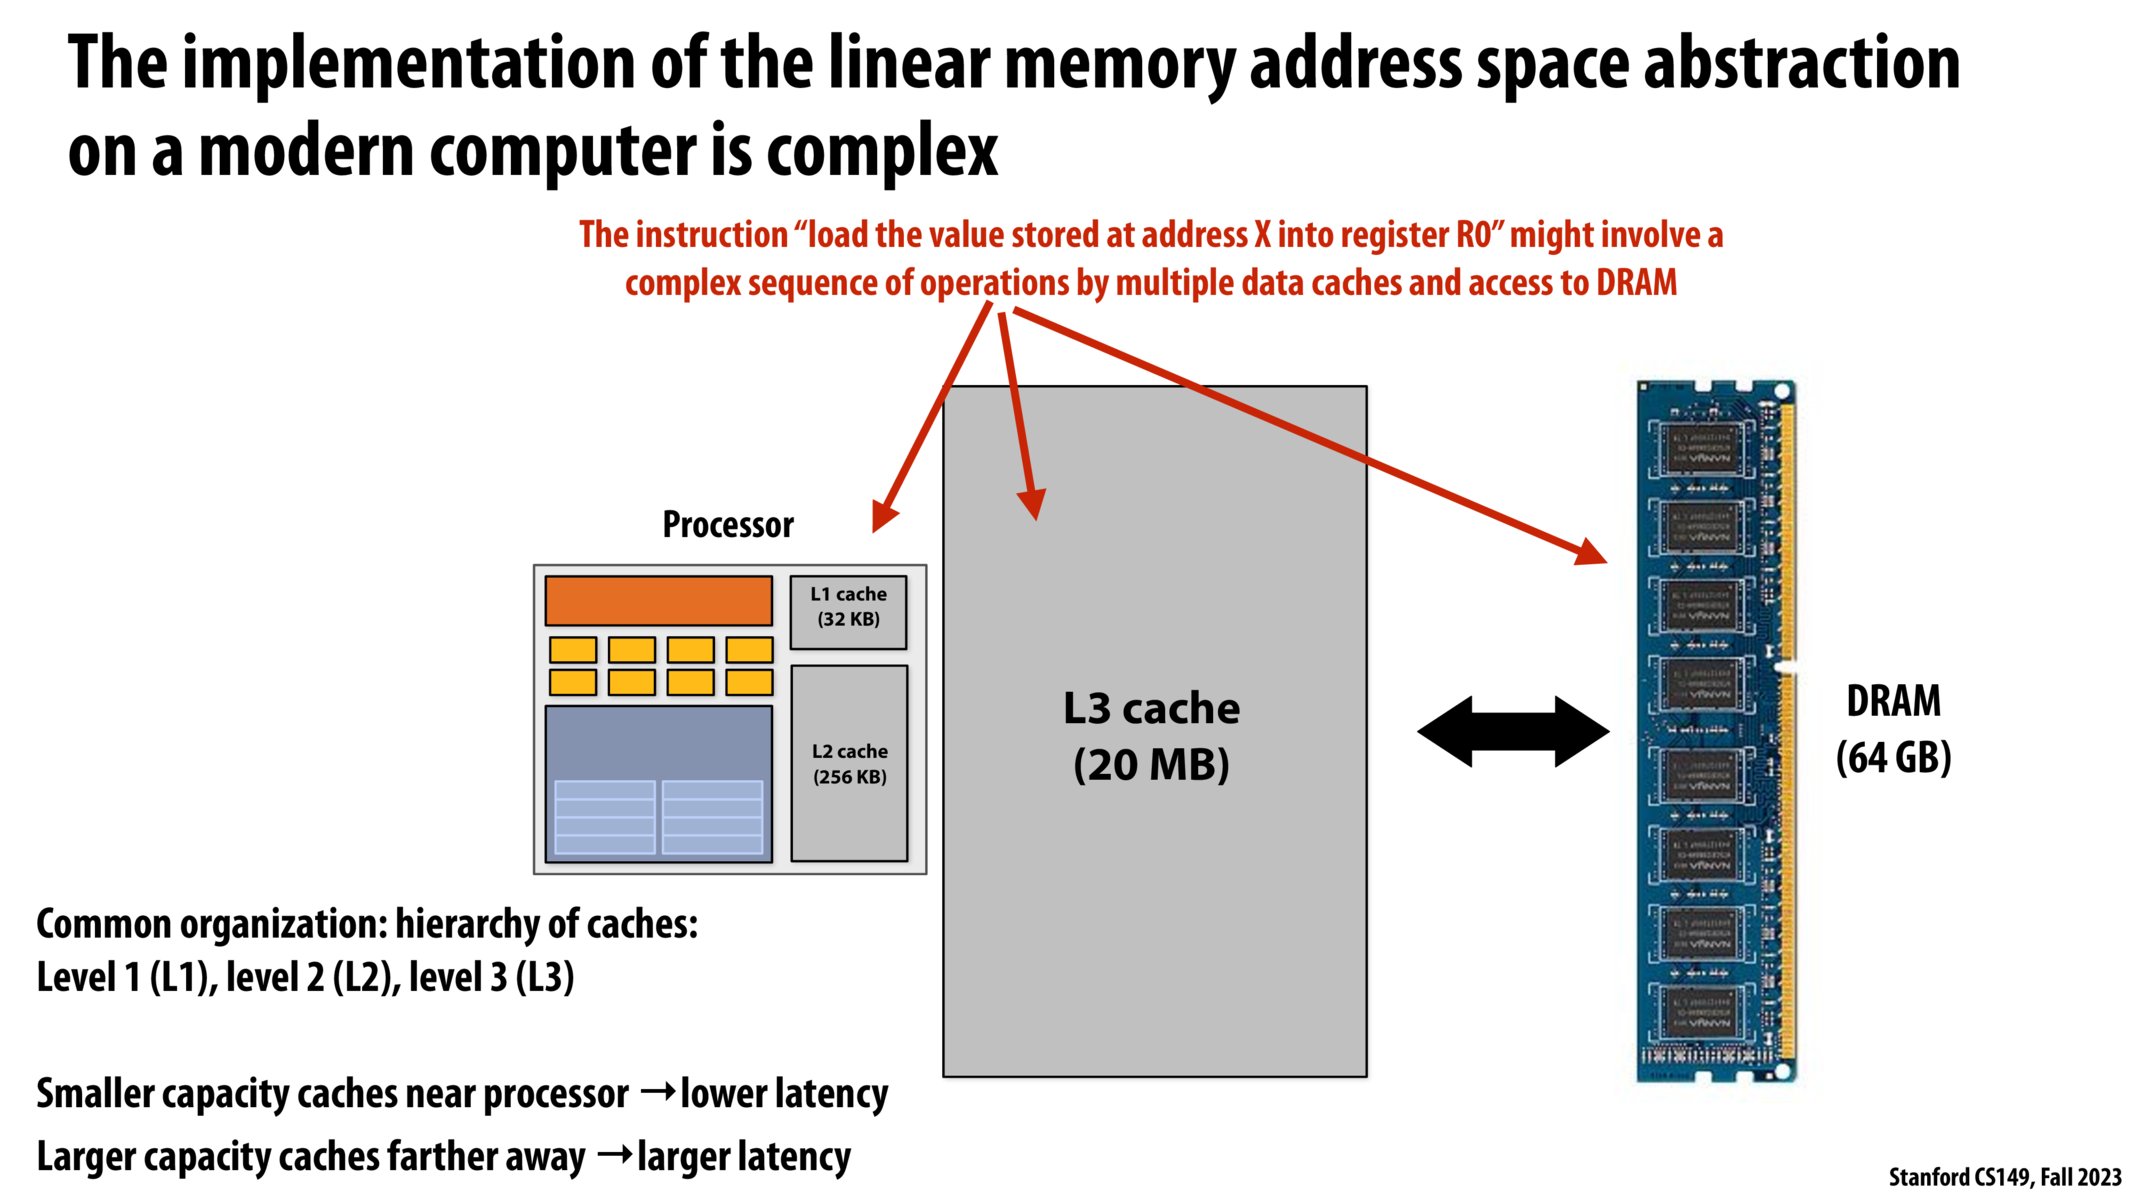 The implementation of the linear memory address space abstraction
on a modern computer is complex
The instruction “load the value stored at address X into register R0” might involve a
complex sequence of operations by multiple data caches and access to DRAM
Processor
L1 cache
(32 KB)
L2 cache
(256 KB)
L3 cache
(20 MB)
DRAM
(64 GB)
Common organization: hierarchy of caches:
Level 1 (L1), level 2 (L2), level 3 (L3)
Smaller capacity caches near processor → lower latency
Larger capacity caches farther away → larger latency
Stanford CS149, Fall 2023